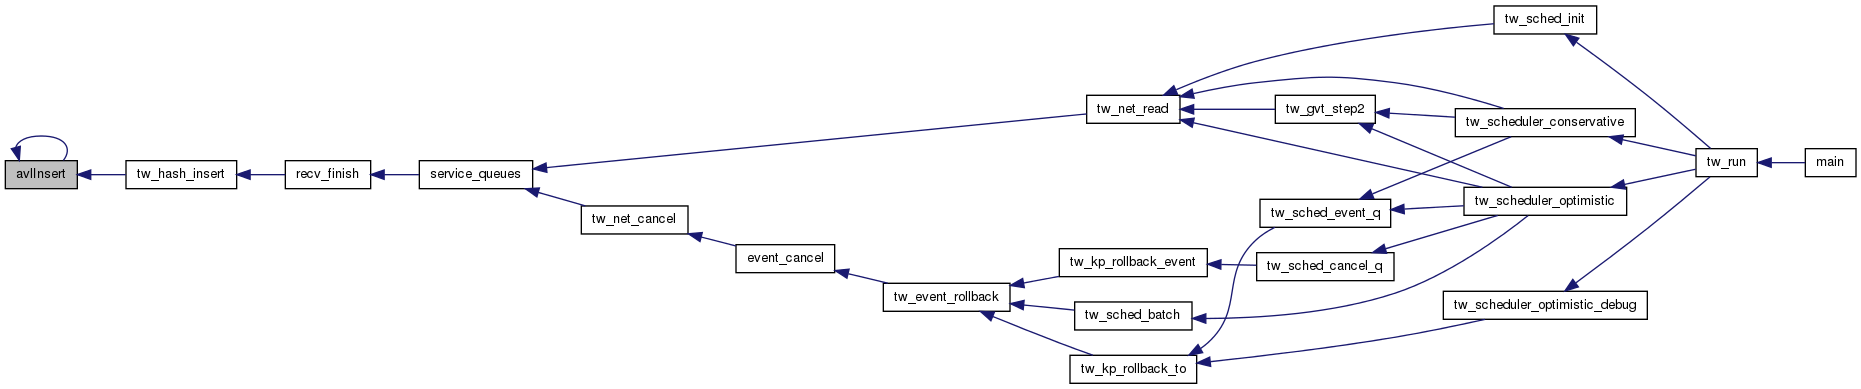 tw_sched_init
tw_net_read
tw_gvt_step2
tw_scheduler_conservative
avlInsert
tw_hash_insert
recv_finish
service_queues
tw_run
main
tw_net_cancel
tw_sched_event_q
tw_scheduler_optimistic
event_cancel
tw_kp_rollback_event
tw_sched_cancel_q
tw_event_rollback
tw_sched_batch
tw_scheduler_optimistic_debug
tw_kp_rollback_to